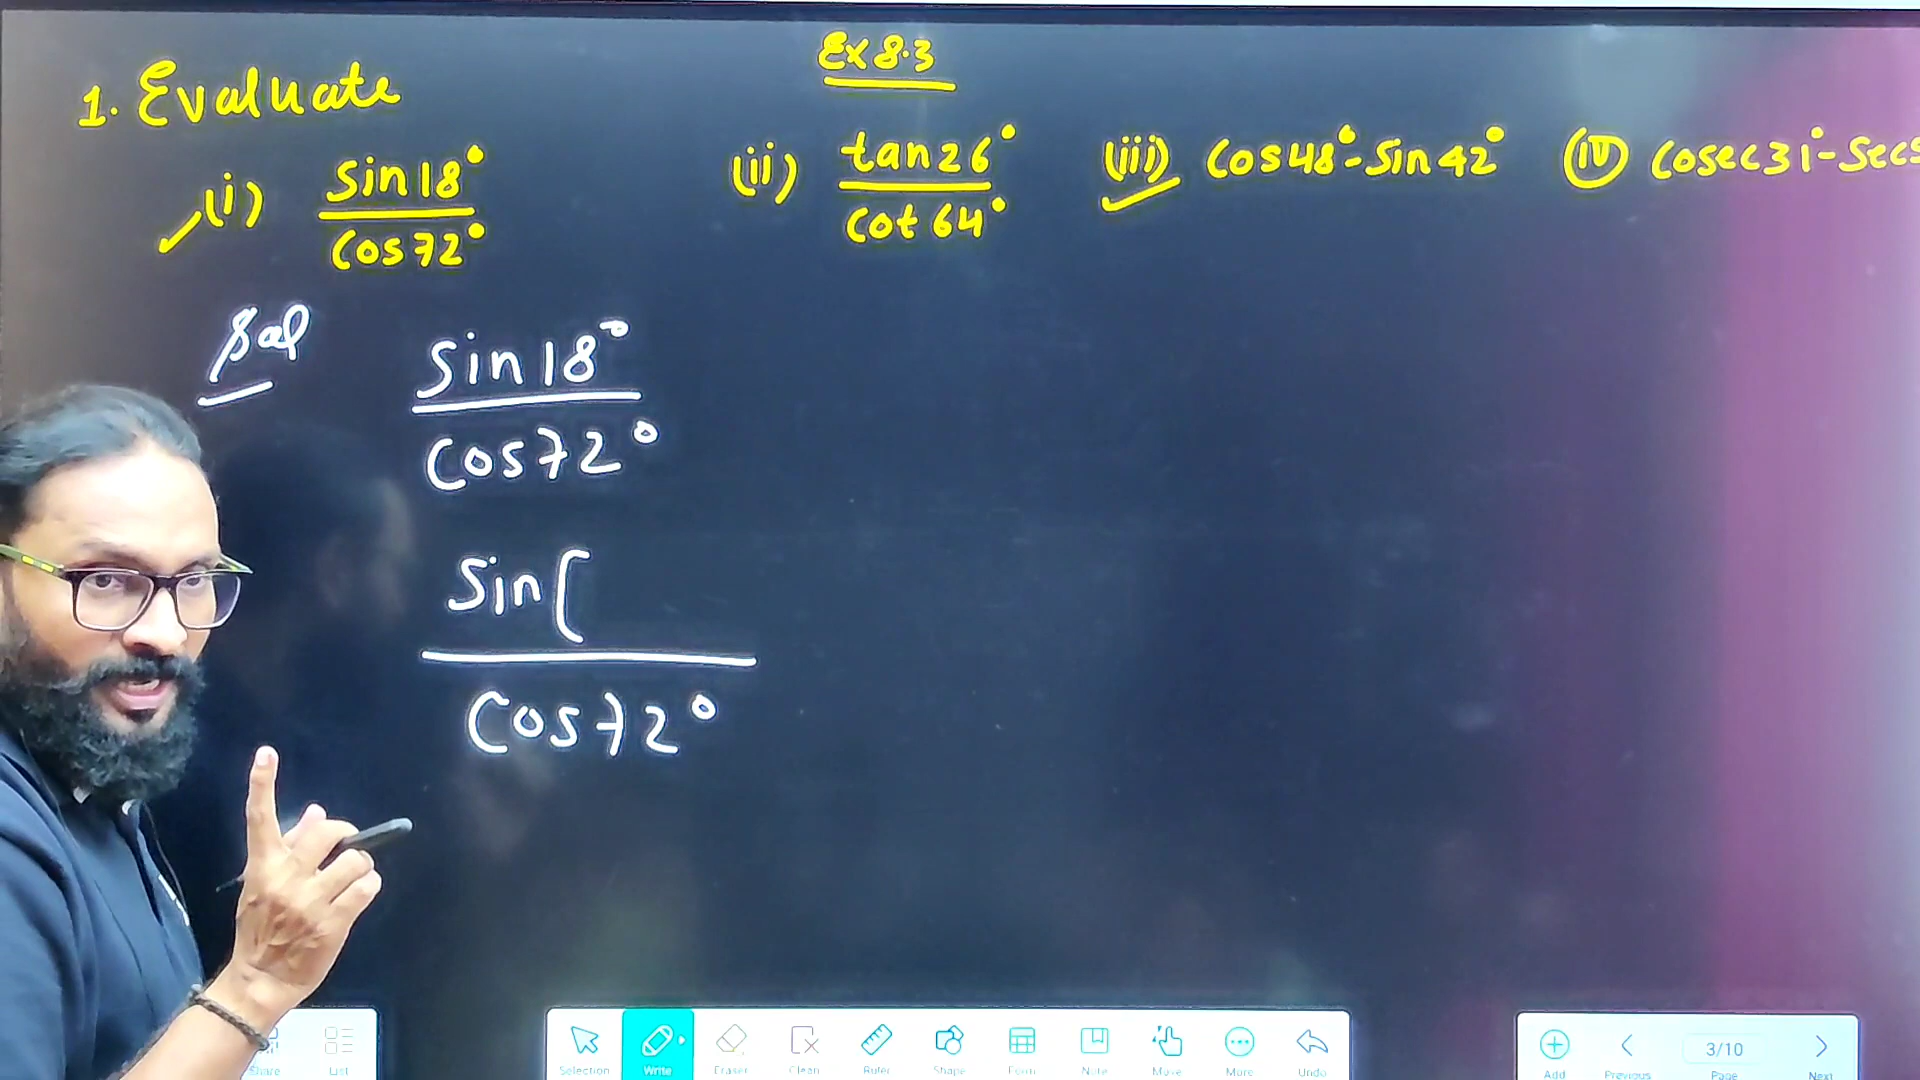 Ex 8.3
1. Evaluate
(i) sin18° / cos72° (ii) tan26° / cot64° (iii) cos48°-sin42° (iv) cosec31°-sec5
Sol
sin18°
cos72°
sin(
cos72°
Share List Selection Write Eraser Clean Ruler Shape Form Note Move More Undo Add Previous 3/10 Page Next